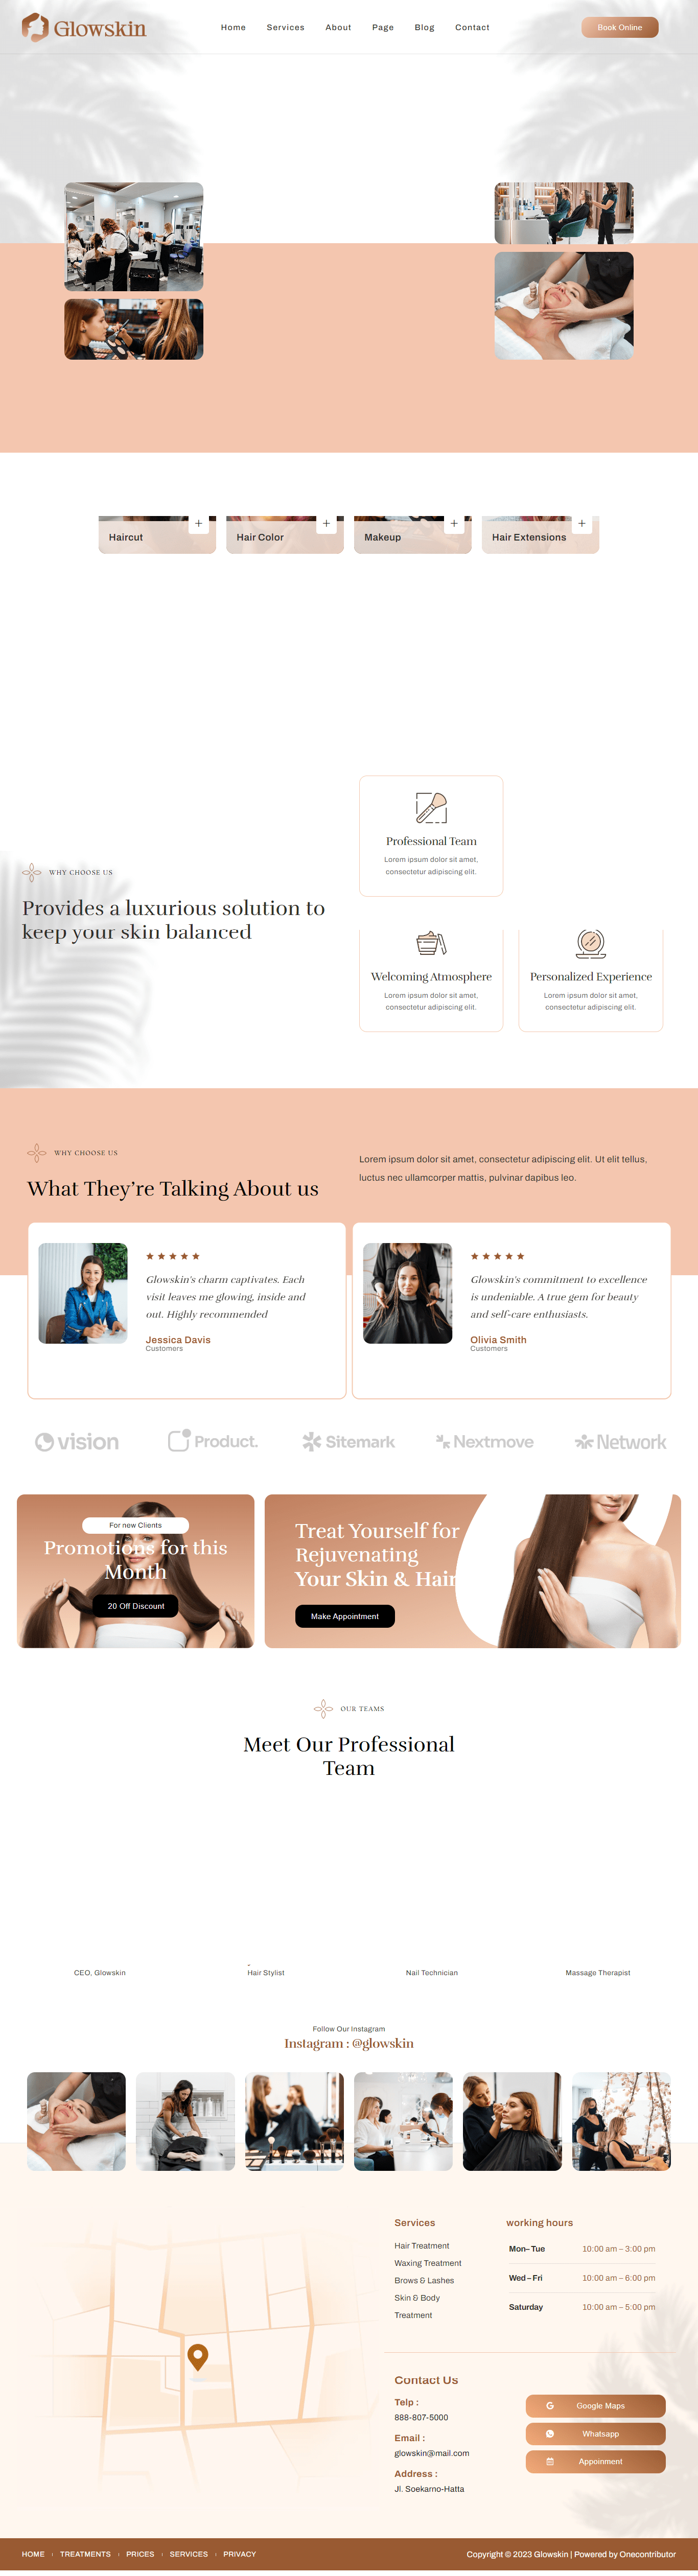 Glowskin
Home Services About Page Blog Contact
Book Online
Haircut
Hair Color
Makeup
Hair Extensions
Professional Team
Lorem ipsum dolor sit amet,
consectetur adipiscing elit.
WHY CHOOSE US
Provides a luxurious solution to
keep your skin balanced
Welcoming Atmosphere
Lorem ipsum dolor sit amet,
consectetur adipiscing elit.
Personalized Experience
Lorem ipsum dolor sit amet,
consectetur adipiscing elit.
WHY CHOOSE US
What They're Talking About us
Lorem ipsum dolor sit amet, consectetur adipiscing elit. Ut elit tellus,
luctus nec ullamcorper mattis, pulvinar dapibus leo.
Glowskin's charm captivates. Each
visit leaves me glowing, inside and
out. Highly recommended
Jessica Davis
Customers
Glowskin's commitment to excellence
is undeniable. A true gem for beauty
and self-care enthusiasts.
Olivia Smith
Customers
vision
Product.
Sitemark
Nextmove
Network
For new Clients
Promotions for this
Month
20 Off Discount
Treat Yourself for
Rejuvenating
Your Skin & Hair
Make Appointment
OUR TEAMS
Meet Our Professional
Team
CEO, Glowskin
Hair Stylist
Nail Technician
Massage Therapist
Follow Our Instagram
Instagram : @glowskin
Services
Hair Treatment
Waxing Treatment
Brows & Lashes
Skin & Body
Treatment
working hours
Mon– Tue 10:00 am – 3:00 pm
Wed – Fri 10:00 am – 6:00 pm
Saturday 10:00 am – 5:00 pm
Contact Us
Telp :
888-807-5000
Email :
glowskin@mail.com
Address :
Jl. Soekarno-Hatta
Google Maps
Whatsapp
Appoinment
HOME TREATMENTS PRICES SERVICES PRIVACY
Copyright © 2023 Glowskin | Powered by Onecontributor